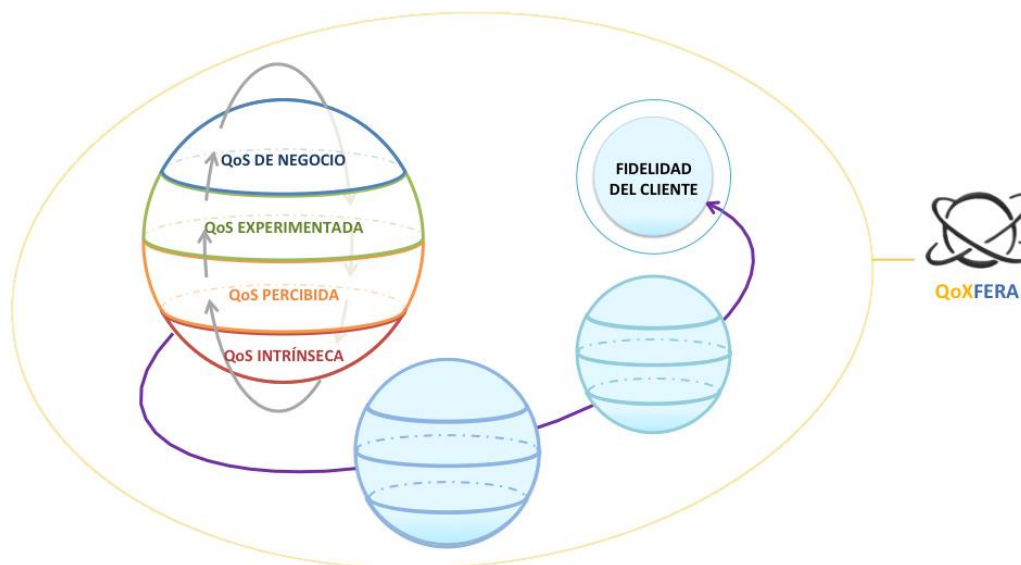 QoS DE NEGOCIO
QoS EXPERIMENTADA
QoS PERCIBIDA
QoS INTRÍNSECA
FIDELIDAD
DEL CLIENTE
QoXFERA